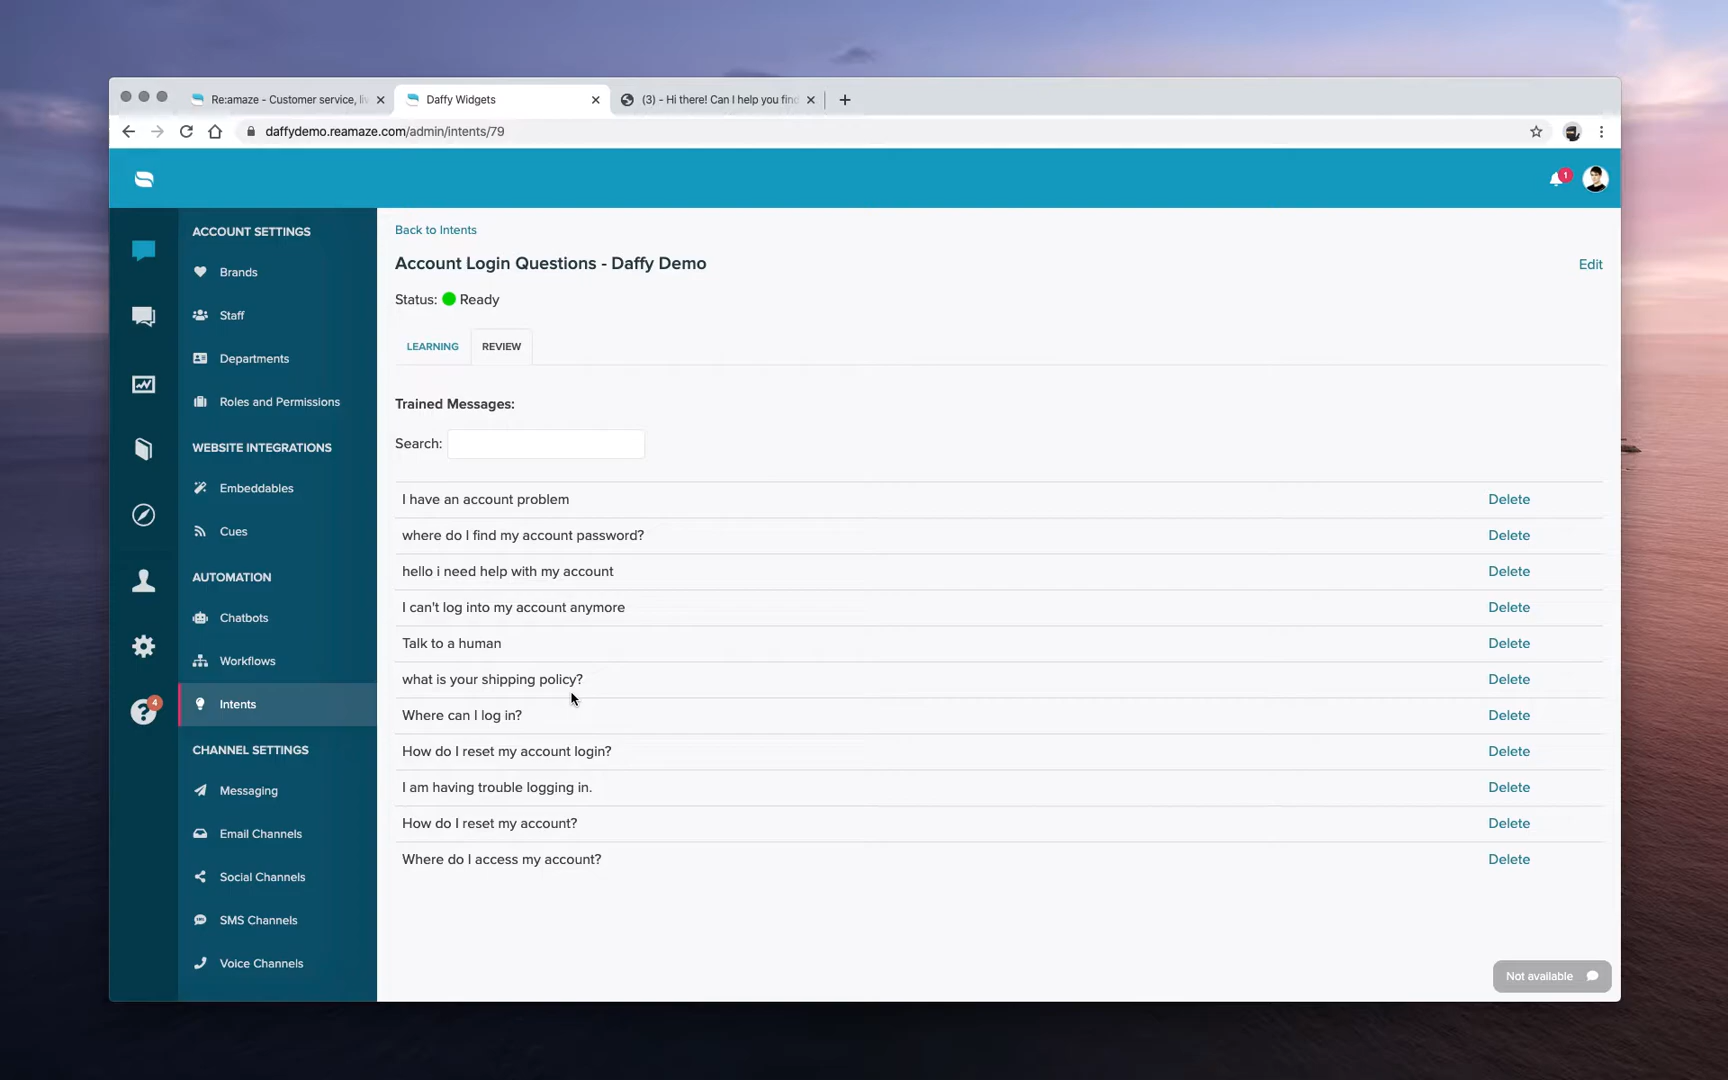 Re:amaze - Customer service, liv
Daffy Widgets
(3) - Hi there! Can I help you find
daffydemo.reamaze.com/admin/intents/79
1
ACCOUNT SETTINGS
Brands
Staff
Departments
Roles and Permissions
WEBSITE INTEGRATIONS
Embeddables
Cues
AUTOMATION
Chatbots
Workflows
Intents
4
CHANNEL SETTINGS
Messaging
Email Channels
Social Channels
SMS Channels
Voice Channels
Back to Intents
Account Login Questions - Daffy Demo
Edit
Status: Ready
LEARNING REVIEW
Trained Messages:
Search:
I have an account problem Delete
where do I find my account password? Delete
hello i need help with my account Delete
I can't log into my account anymore Delete
Talk to a human Delete
what is your shipping policy? Delete
Where can I log in? Delete
How do I reset my account login? Delete
I am having trouble logging in. Delete
How do I reset my account? Delete
Where do I access my account? Delete
Not available